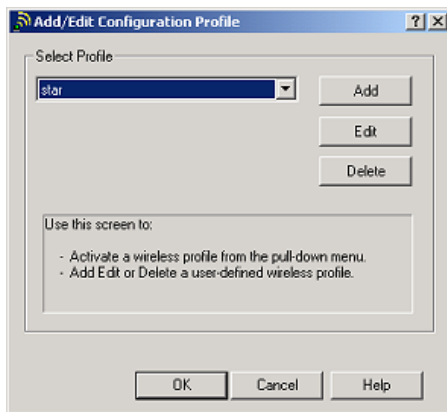 Add/Edit Configuration Profile
Select Profile
star
Add
Edit
Delete
Use this screen to:
- Activate a wireless profile from the pull-down menu.
- Add Edit or Delete a user-defined wireless profile.
OK
Cancel
Help